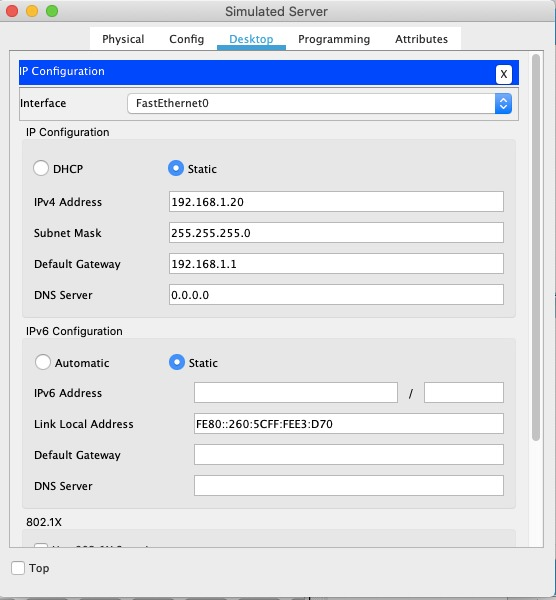 Simulated Server
Physical Config Desktop Programming Attributes
IP Configuration
X
Interface FastEthernet0
IP Configuration
DHCP Static
IPv4 Address 192.168.1.20
Subnet Mask 255.255.255.0
Default Gateway 192.168.1.1
DNS Server 0.0.0.0
IPv6 Configuration
Automatic Static
IPv6 Address /
Link Local Address FE80::260:5CFF:FEE3:D70
Default Gateway
DNS Server
802.1X
Top